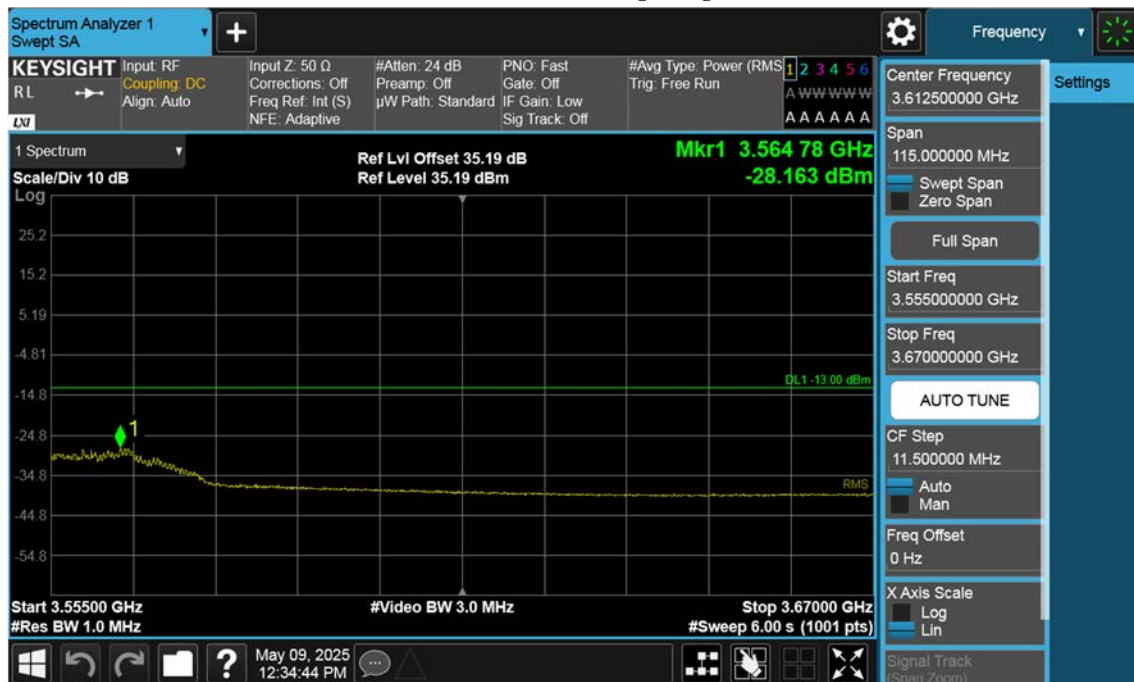 Spectrum Analyzer 1
Swept SA
+
Frequency
KEYSIGHT
RL
LXI
Input: RF
Coupling: DC
Align: Auto
Input Z: 50 Ω
Corrections: Off
Freq Ref: Int (S)
NFE: Adaptive
#Atten: 24 dB
Preamp: Off
µW Path: Standard
PNO: Fast
Gate: Off
IF Gain: Low
Sig Track: Off
#Avg Type: Power (RMS
Trig: Free Run
1 2 3 4 5 6
A W W W W W
A A A A A A
1 Spectrum
Scale/Div 10 dB
Ref Lvl Offset 35.19 dB
Ref Level 35.19 dBm
Mkr1 3.564 78 GHz
-28.163 dBm
Log
25.2
15.2
5.19
-4.81
DL1 -13.00 dBm
-14.8
1
-24.8
-34.8
RMS
-44.8
-54.8
Start 3.55500 GHz
#Res BW 1.0 MHz
#Video BW 3.0 MHz
Stop 3.67000 GHz
#Sweep 6.00 s (1001 pts)
Center Frequency
3.612500000 GHz
Span
115.000000 MHz
Swept Span
Zero Span
Full Span
Start Freq
3.555000000 GHz
Stop Freq
3.670000000 GHz
AUTO TUNE
CF Step
11.500000 MHz
Auto
Man
Freq Offset
0 Hz
X Axis Scale
Log
Lin
Signal Track
(Span Zoom)
Settings
?
May 09, 2025
12:34:44 PM